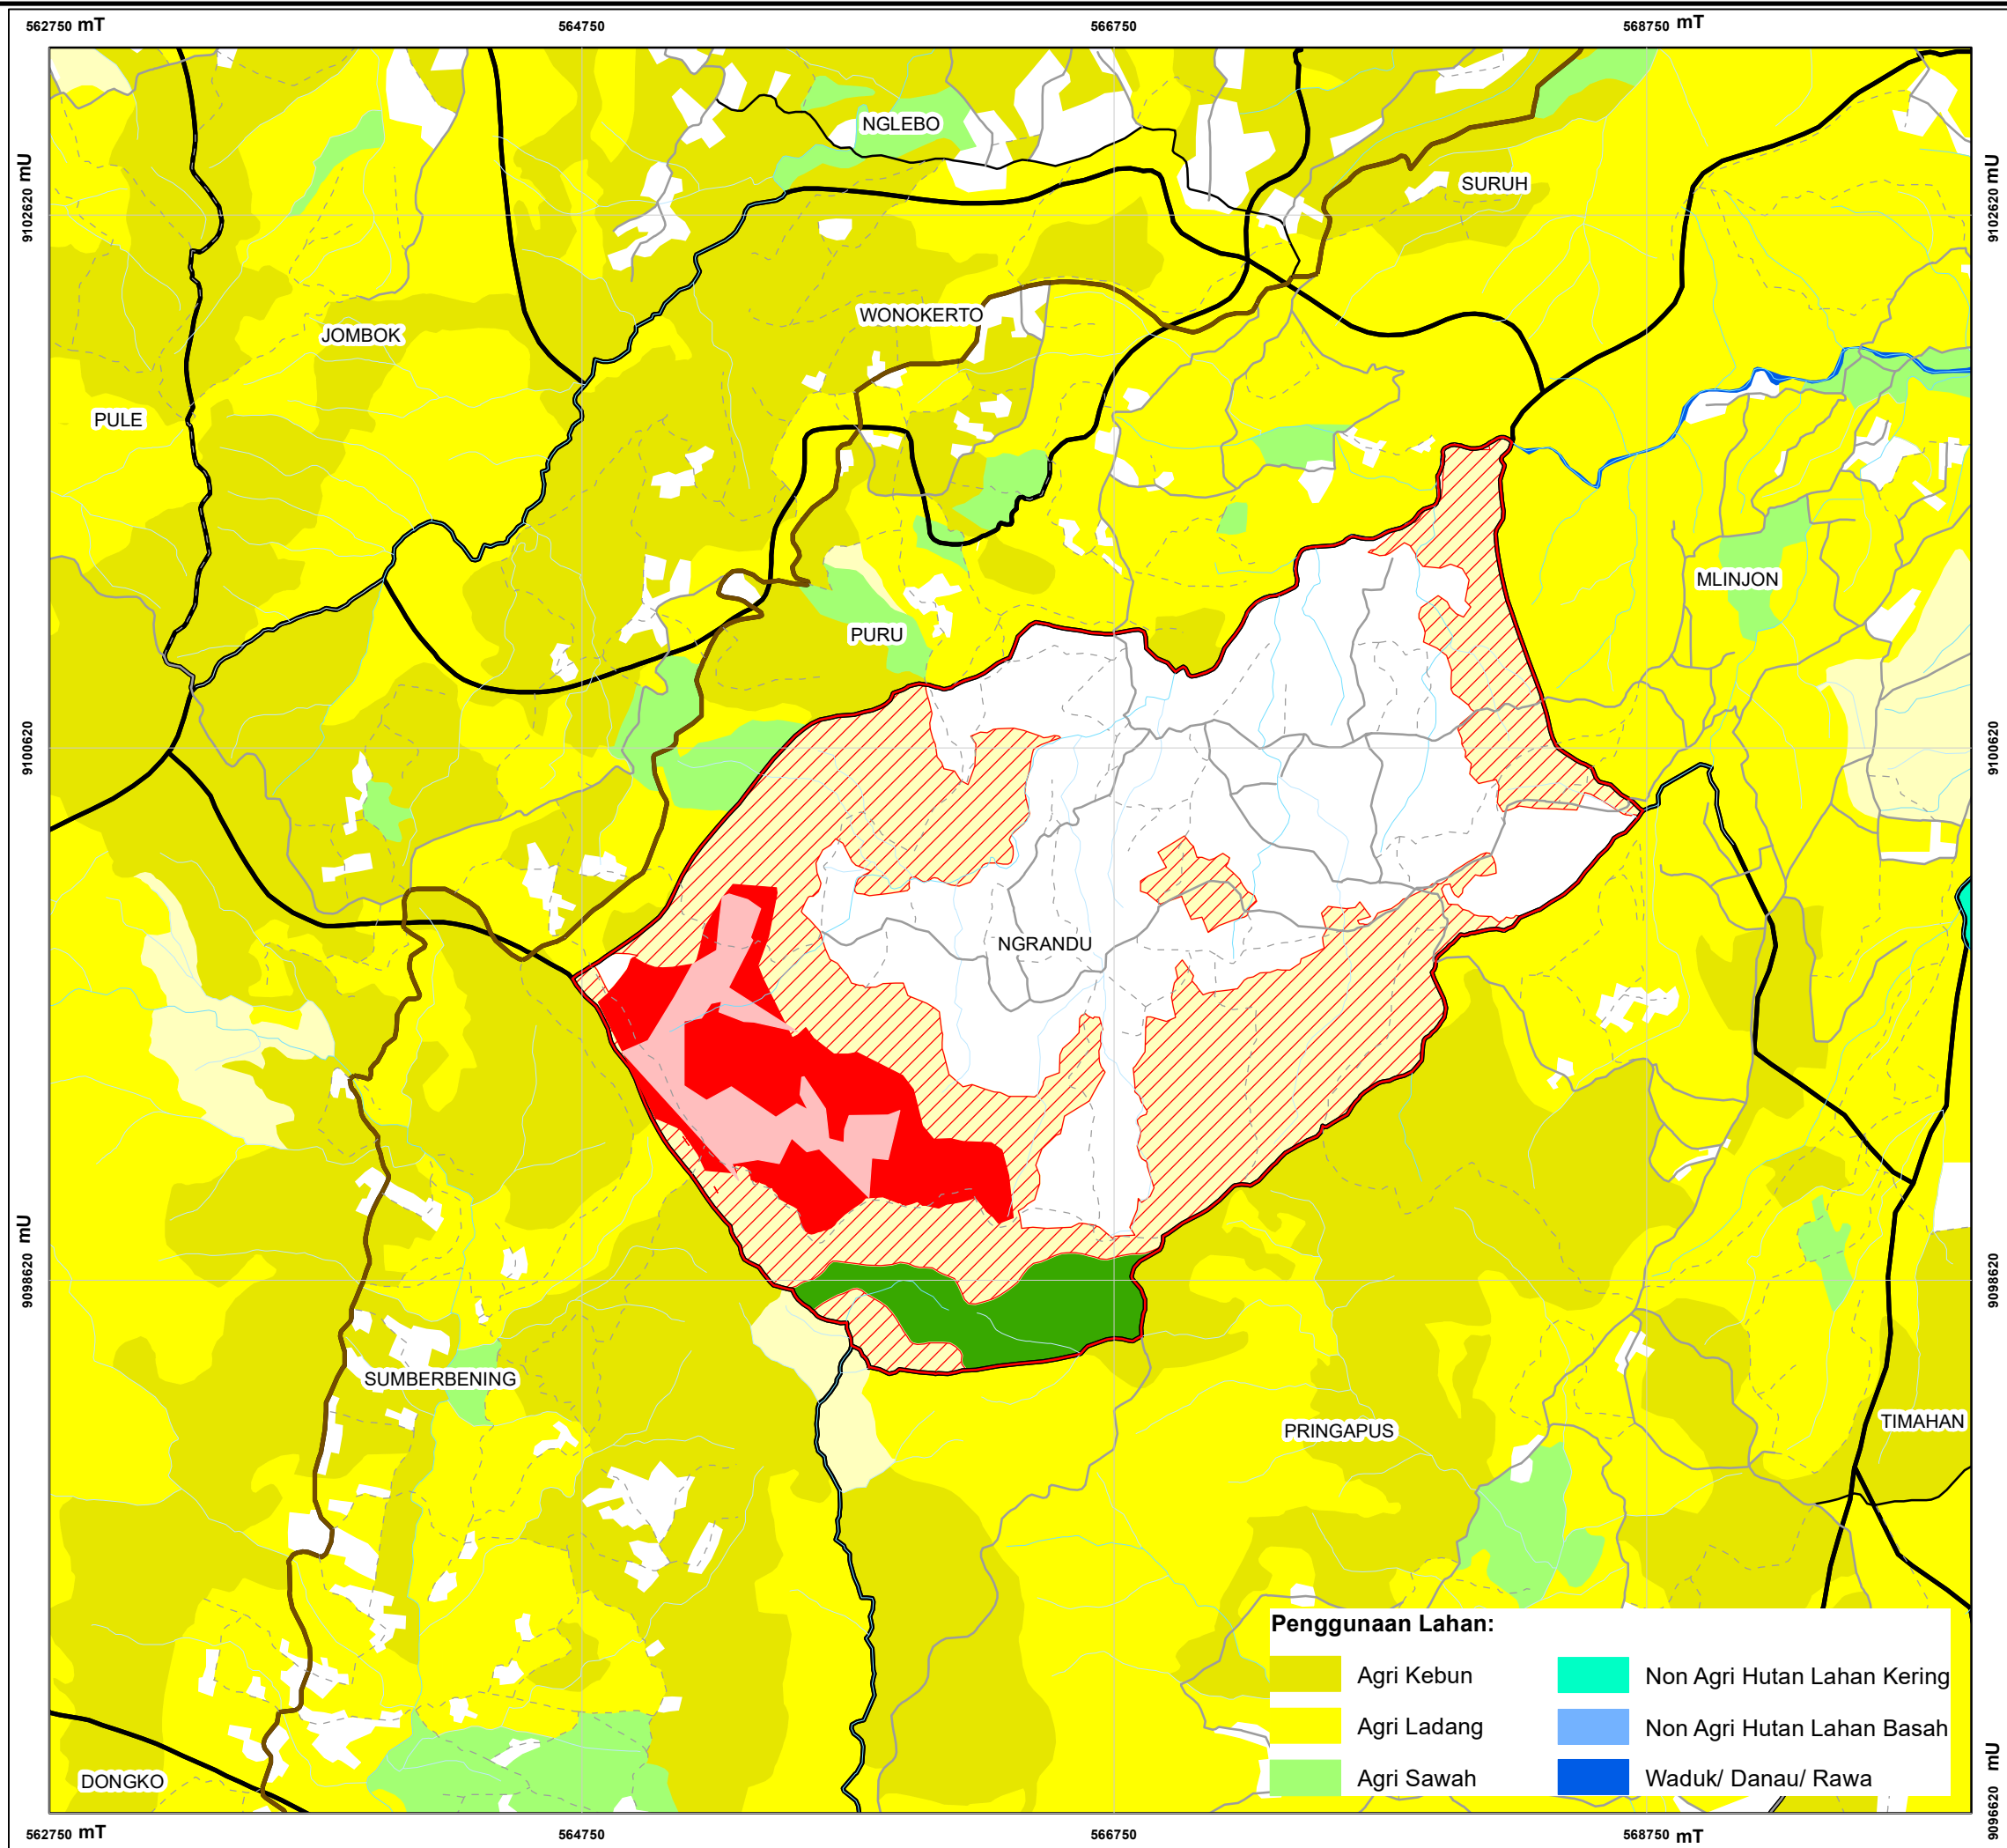 562750 mT
564750
566750
568750 mT
9102620 mU
9102620 mU
NGLEBO
SURUH
WONOKERTO
JOMBOK
PULE
MLINJON
PURU
9100620
9100620
NGRANDU
9098620 mU
9098620
SUMBERBENING
PRINGAPUS
TIMAHAN
Penggunaan Lahan:
Agri Kebun
Non Agri Hutan Lahan Kering
Agri Ladang
Non Agri Hutan Lahan Basah
Agri Sawah
Waduk/ Danau/ Rawa
DONGKO
9096620 mU
562750 mT
564750
566750
568750 mT